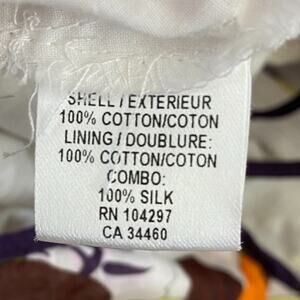 SHELL / EXTERIEUR
100% COTTON/COTON
LINING / DOUBLURE:
100% COTTON/COTON
COMBO:
100% SILK
RN 104297
CA 34460